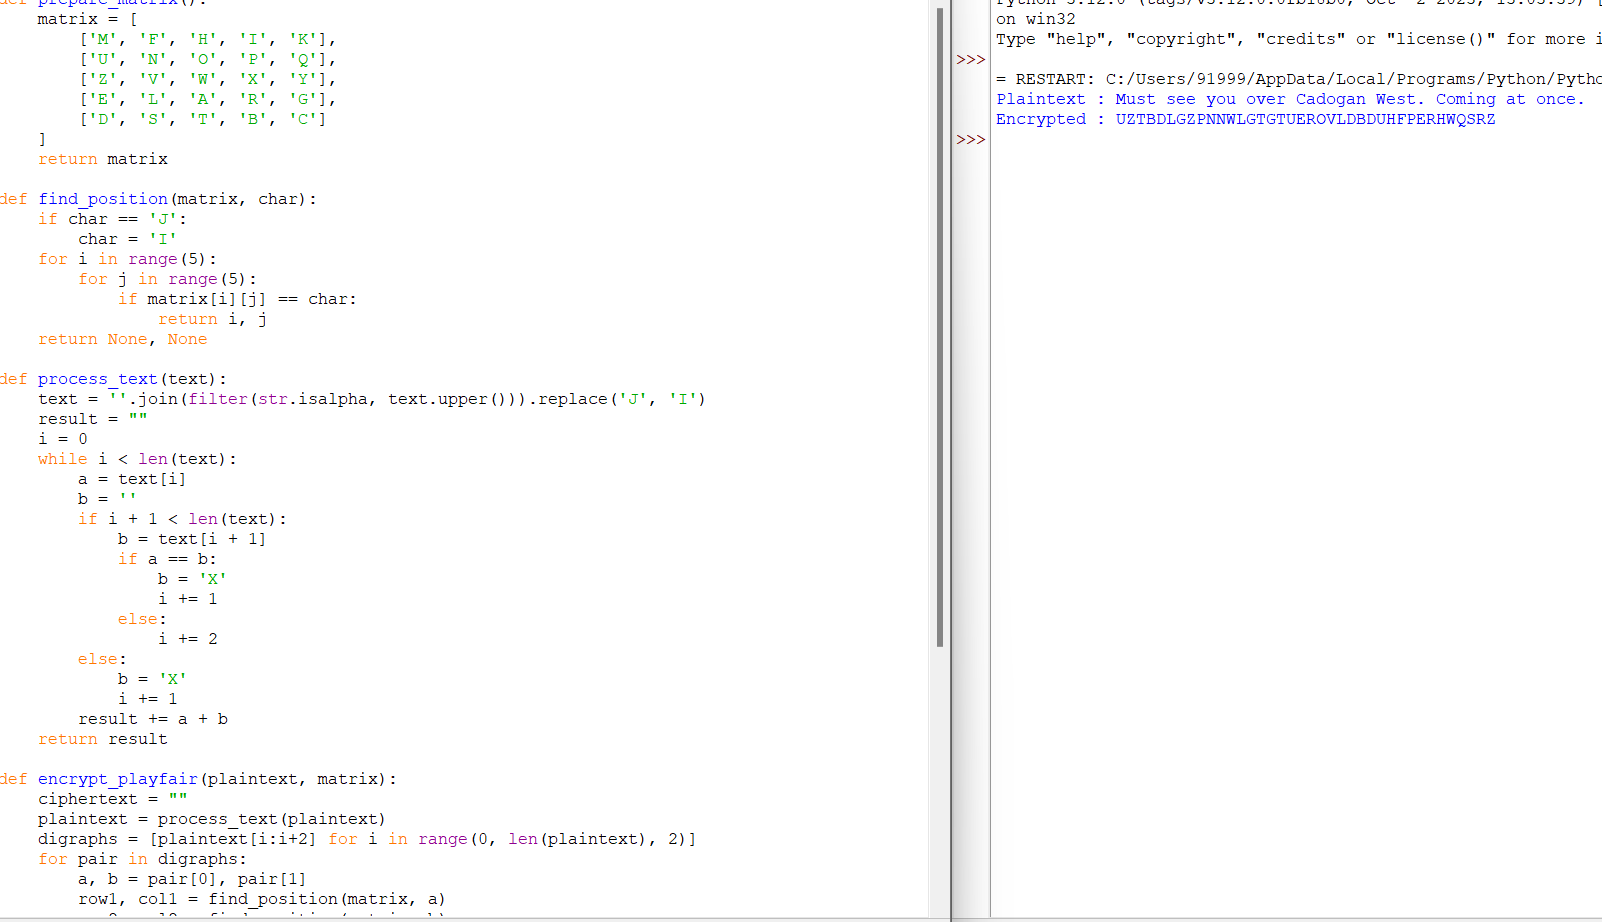 def prepare_matrix():
    matrix = [
        ['M', 'F', 'H', 'I', 'K'],
        ['U', 'N', 'O', 'P', 'Q'],
        ['Z', 'V', 'W', 'X', 'Y'],
        ['E', 'L', 'A', 'R', 'G'],
        ['D', 'S', 'T', 'B', 'C']
    ]
    return matrix
def find_position(matrix, char):
    if char == 'J':
        char = 'I'
    for i in range(5):
        for j in range(5):
            if matrix[i][j] == char:
                return i, j
    return None, None
def process_text(text):
    text = ''.join(filter(str.isalpha, text.upper())).replace('J', 'I')
    result = ""
    i = 0
    while i < len(text):
        a = text[i]
        b = ''
        if i + 1 < len(text):
            b = text[i + 1]
            if a == b:
                b = 'X'
                i += 1
            else:
                i += 2
        else:
            b = 'X'
            i += 1
        result += a + b
    return result
def encrypt_playfair(plaintext, matrix):
    ciphertext = ""
    plaintext = process_text(plaintext)
    digraphs = [plaintext[i:i+2] for i in range(0, len(plaintext), 2)]
    for pair in digraphs:
        a, b = pair[0], pair[1]
        row1, col1 = find_position(matrix, a)
on win32
Type "help", "copyright", "credits" or "license()" for more i
>>>
= RESTART: C:/Users/91999/AppData/Local/Programs/Python/Pytho
Plaintext : Must see you over Cadogan West. Coming at once.
Encrypted : UZTBDLGZPNNWLGTGTUEROVLDBDUHFPERHWQSRZ
>>>